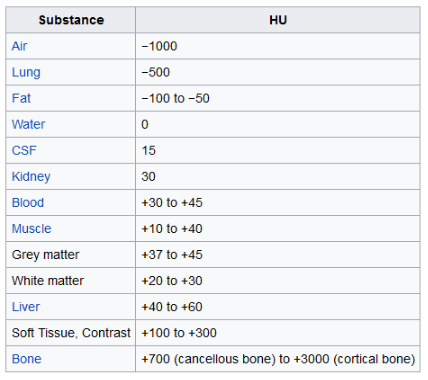 Substance HU
Air −1000
Lung −500
Fat −100 to −50
Water 0
CSF 15
Kidney 30
Blood +30 to +45
Muscle +10 to +40
Grey matter +37 to +45
White matter +20 to +30
Liver +40 to +60
Soft Tissue, Contrast +100 to +300
Bone +700 (cancellous bone) to +3000 (cortical bone)